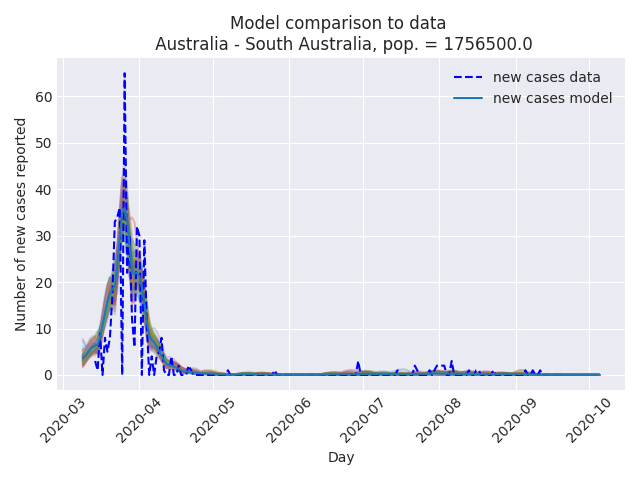 Model comparison to data
Australia - South Australia, pop. = 1756500.0
new cases data
new cases model
Number of new cases reported
60
50
40
30
20
10
0
2020-03
2020-04
2020-05
2020-06
2020-07
2020-08
2020-09
2020-10
Day